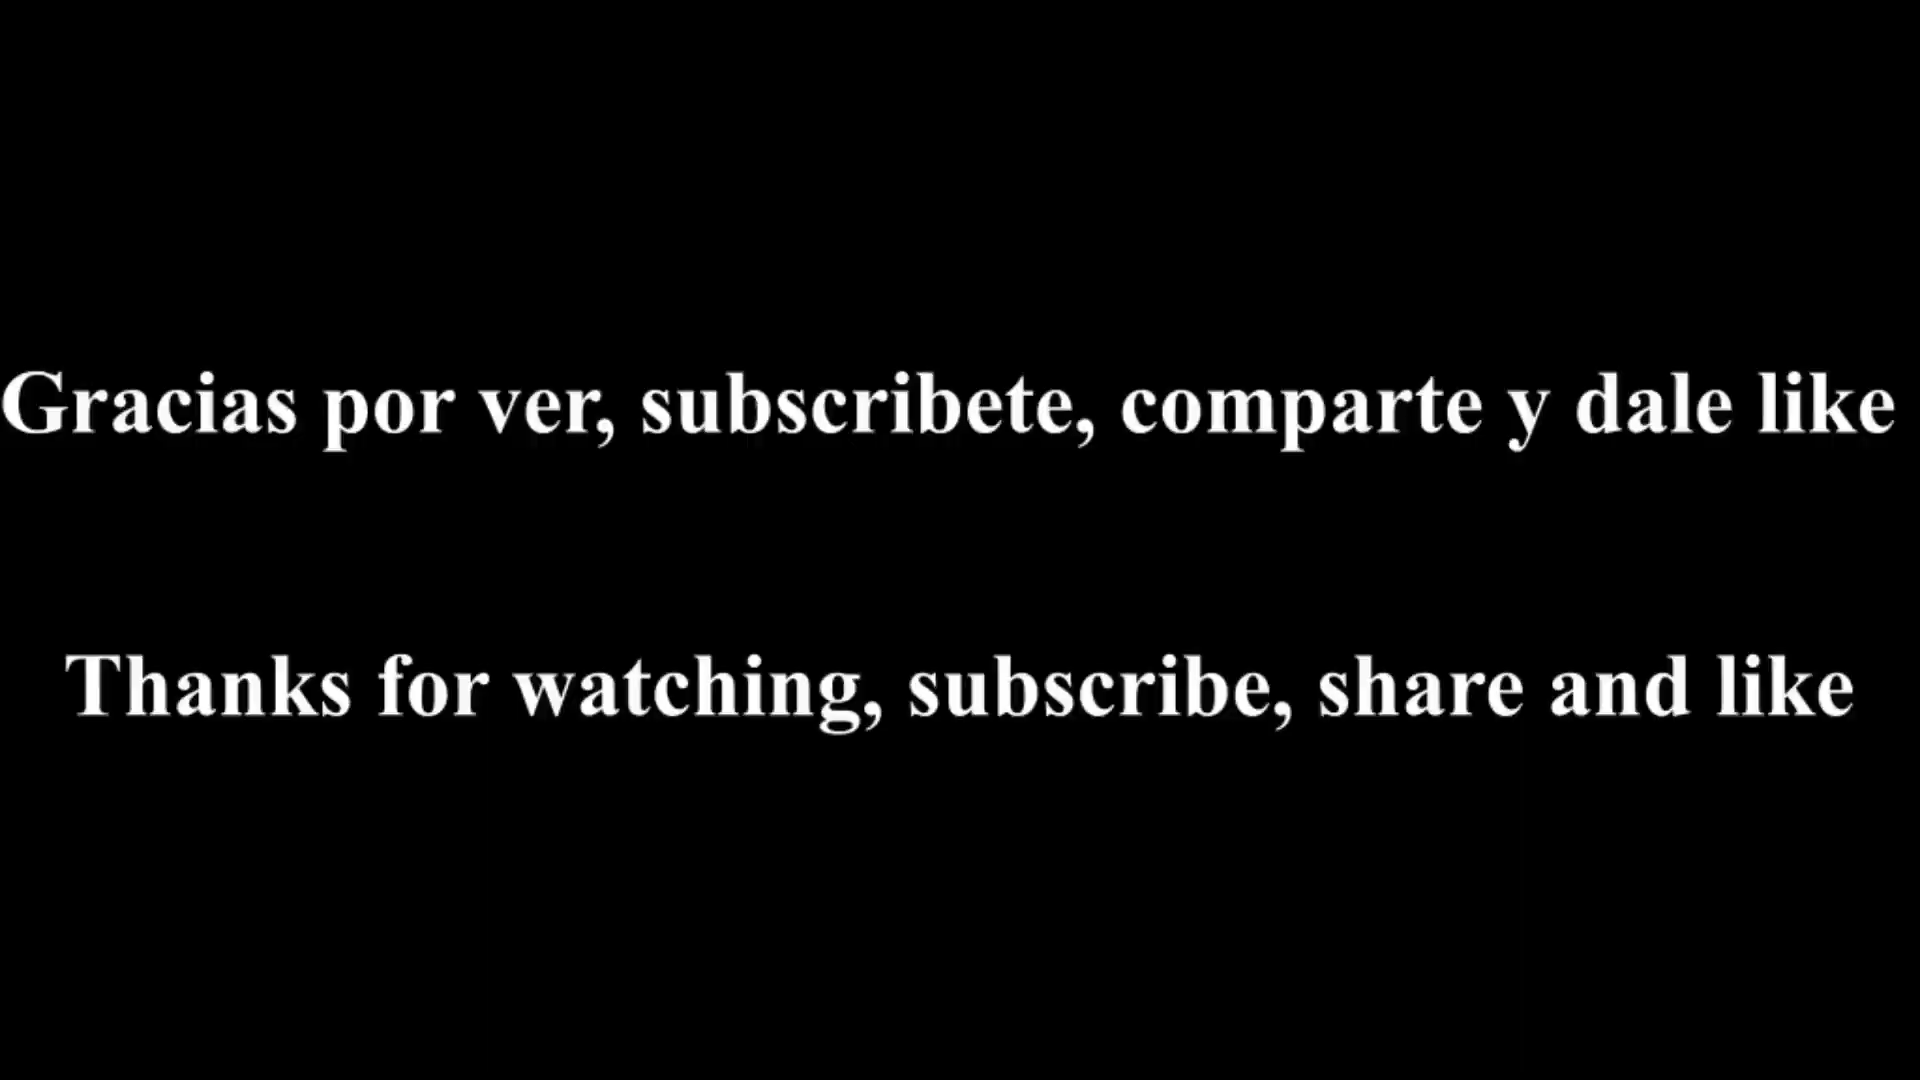 Gracias por ver, subscribete, comparte y dale like
Thanks for watching, subscribe, share and like